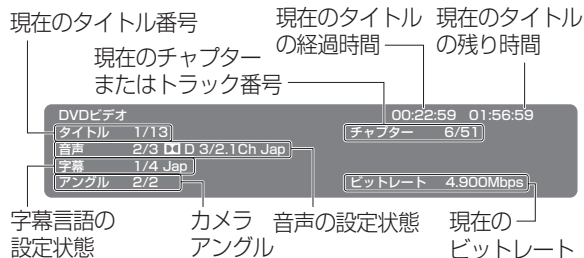 現在のタイトル番号
現在のタイトル
の経過時間
現在のタイトル
の残り時間
現在のチャプター
またはトラック番号
DVDビデオ 00:22:59 01:56:59
タイトル 1/13 チャプター 6/51
音声 2/3 D 3/2.1Ch Jap
字幕 1/4 Jap
アングル 2/2 ビットレート 4.900Mbps
字幕言語の
設定状態
カメラ
アングル
音声の設定状態
現在の
ビットレート